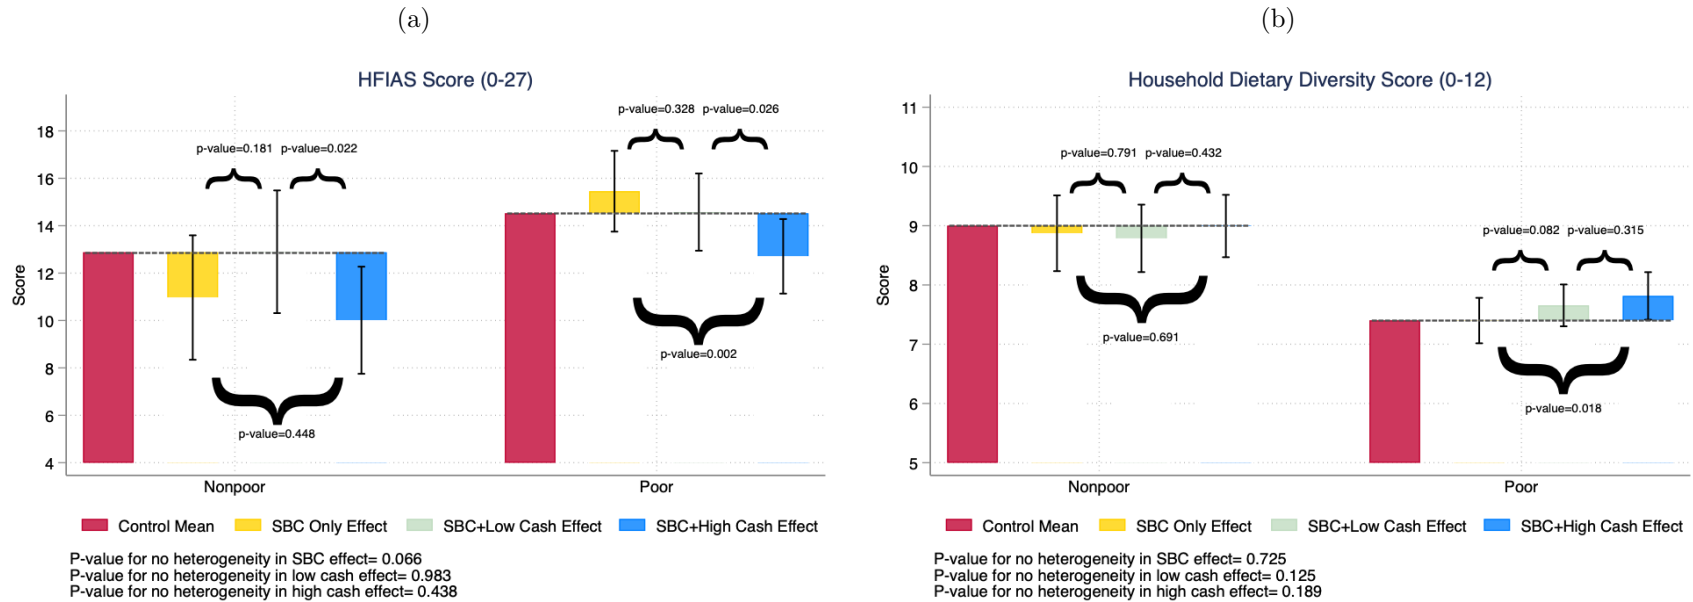 (a)
HFIAS Score (0-27)
Score
18
16
14
12
10
8
6
4
p-value=0.181 p-value=0.022
p-value=0.448
p-value=0.328 p-value=0.026
p-value=0.002
Nonpoor Poor
Control Mean SBC Only Effect SBC+Low Cash Effect SBC+High Cash Effect
P-value for no heterogeneity in SBC effect= 0.066
P-value for no heterogeneity in low cash effect= 0.983
P-value for no heterogeneity in high cash effect= 0.438
(b)
Household Dietary Diversity Score (0-12)
Score
11
10
9
8
7
6
5
p-value=0.791 p-value=0.432
p-value=0.691
p-value=0.082 p-value=0.315
p-value=0.018
Nonpoor Poor
Control Mean SBC Only Effect SBC+Low Cash Effect SBC+High Cash Effect
P-value for no heterogeneity in SBC effect= 0.725
P-value for no heterogeneity in low cash effect= 0.125
P-value for no heterogeneity in high cash effect= 0.189